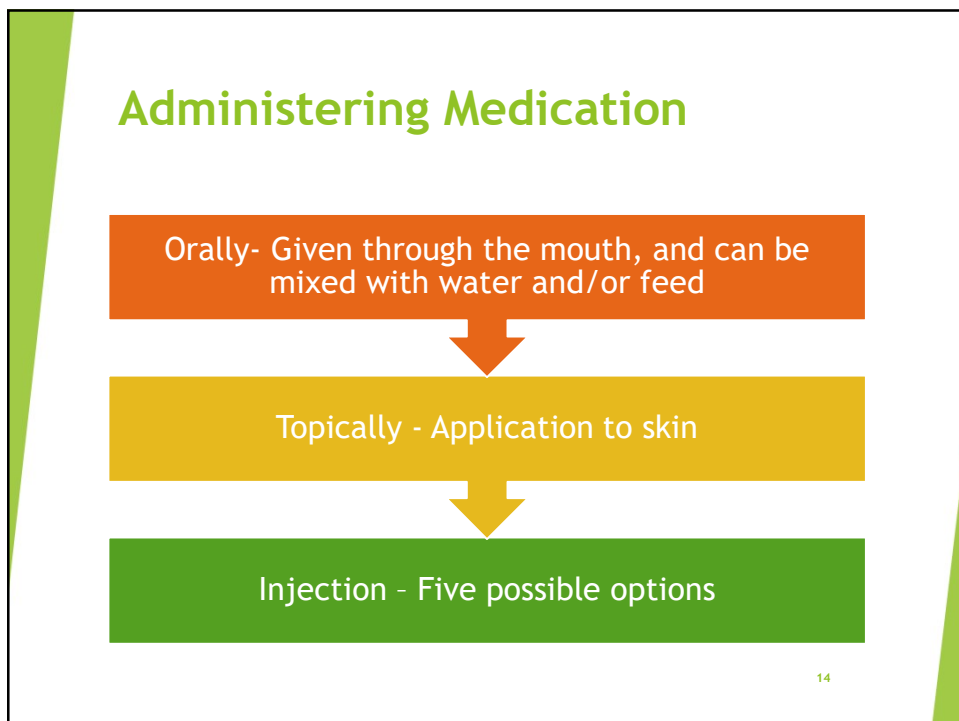 Administering Medication
Orally- Given through the mouth, and can be
mixed with water and/or feed
Topically - Application to skin
Injection – Five possible options
14